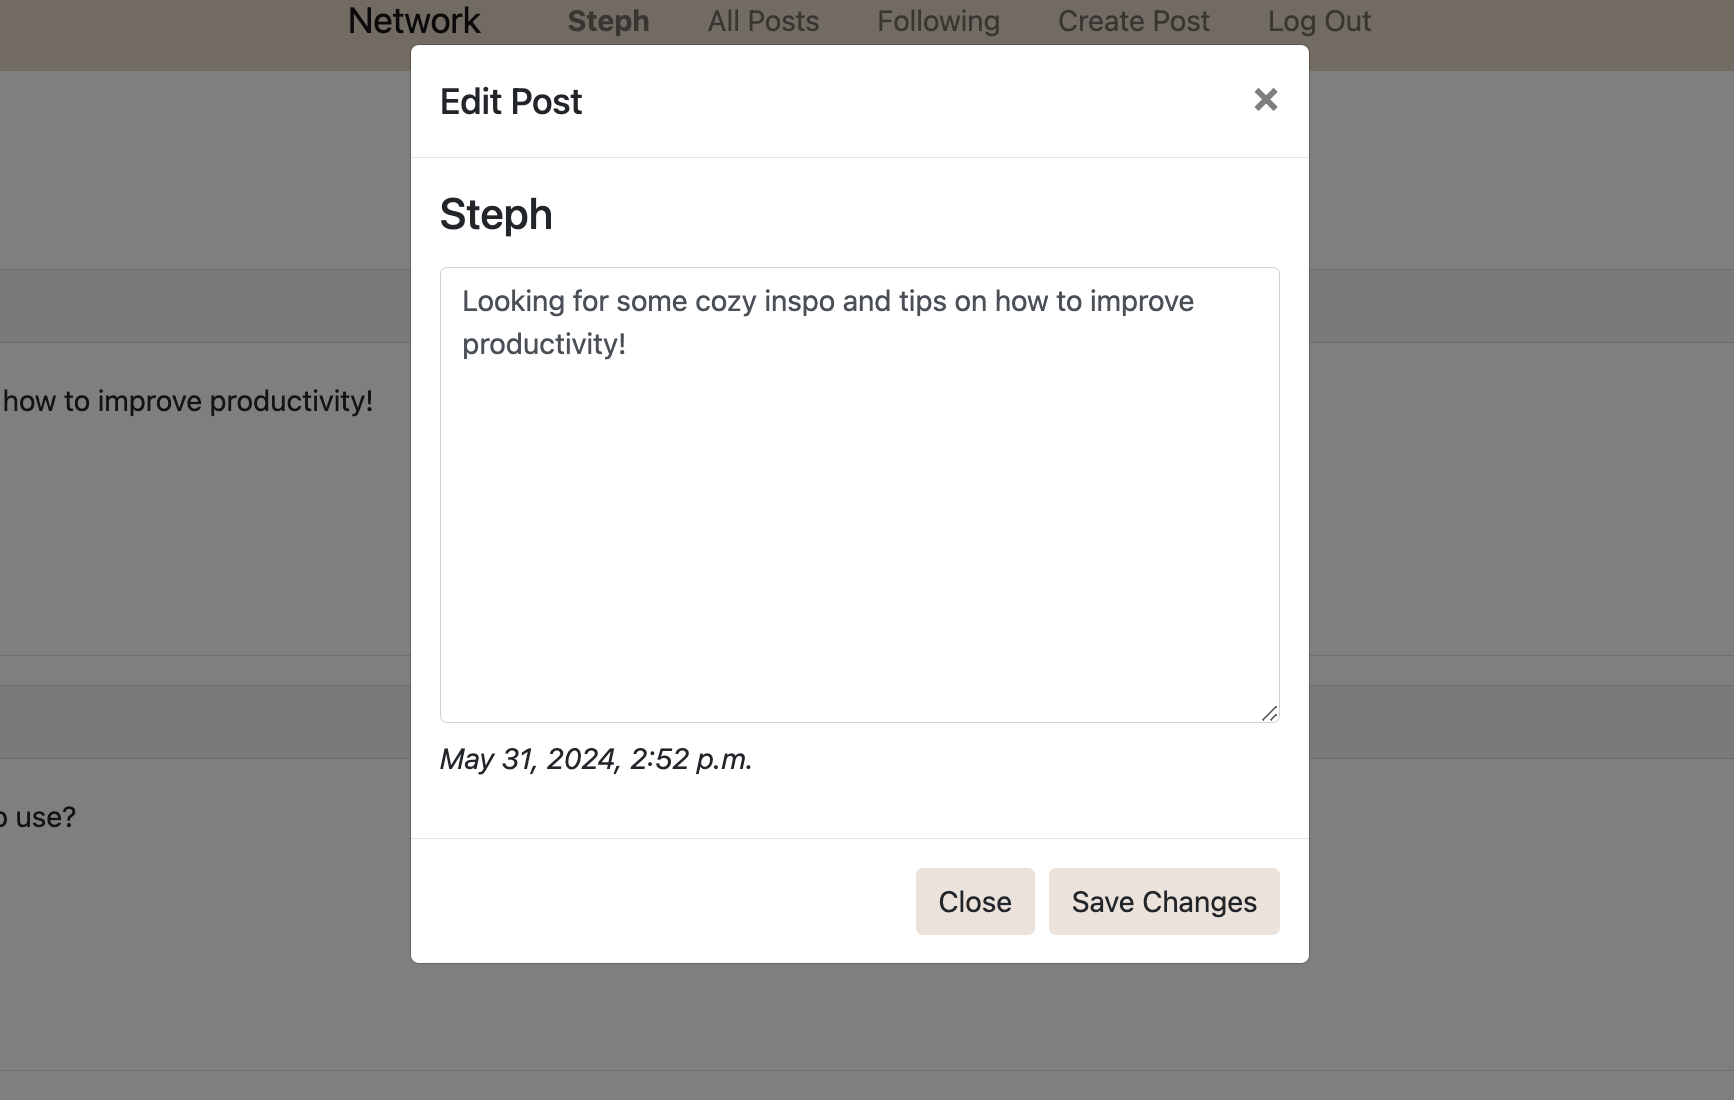 Network Steph All Posts Following Create Post Log Out
Edit Post ×
Steph
Looking for some cozy inspo and tips on how to improve
productivity!
how to improve productivity!
May 31, 2024, 2:52 p.m.
use?
Close Save Changes